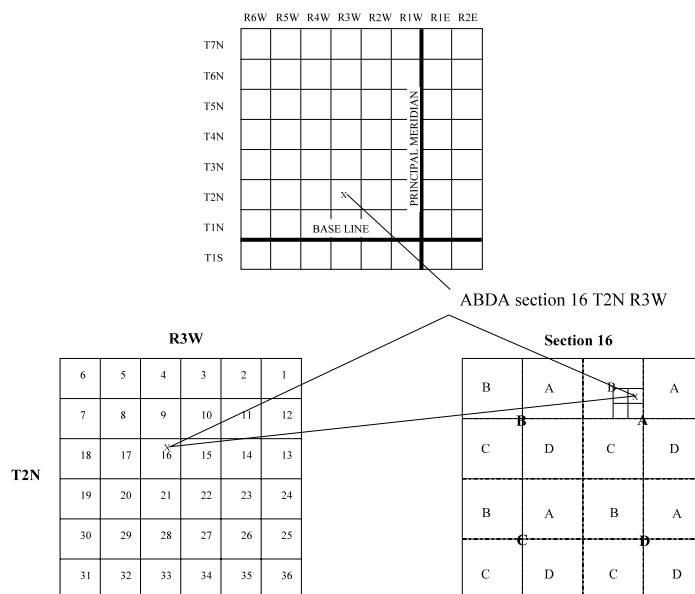 R6W R5W R4W R3W R2W R1W R1E R2E
T7N
T6N
T5N
T4N
T3N
T2N
T1N
T1S
PRINCIPAL MERIDIAN
X
BASE LINE
ABDA section 16 T2N R3W
R3W
T2N
6 5 4 3 2 1
7 8 9 10 11 12
18 17 16 15 14 13
X
19 20 21 22 23 24
30 29 28 27 26 25
31 32 33 34 35 36
Section 16
B A B A
X
B A
C D C D
B A B A
C D
C D C D